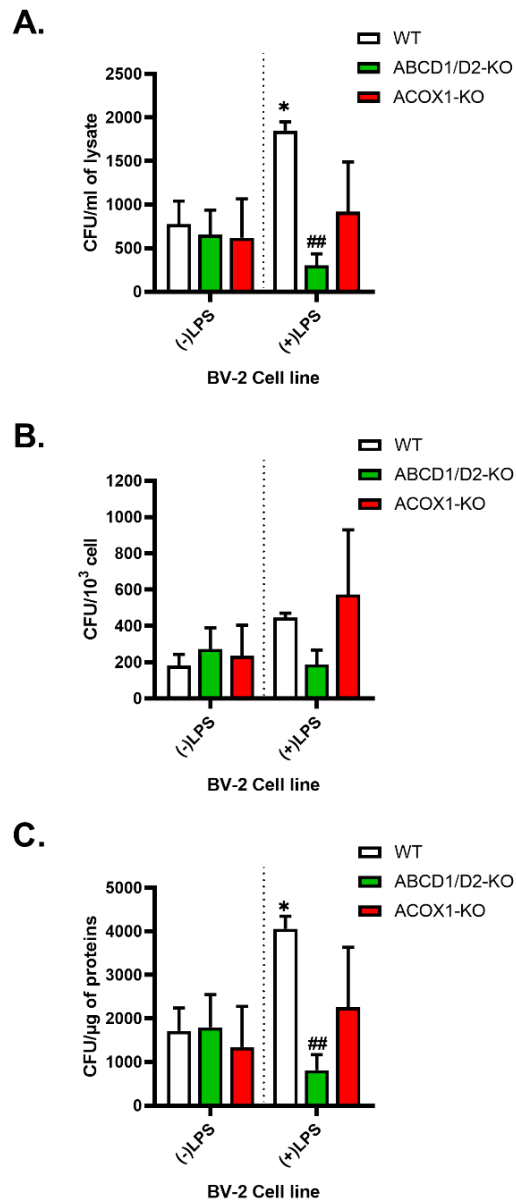 A.
WT
ABCD1/D2-KO
ACOX1-KO
2500
2000
1500
1000
500
0
CFU/ml of lysate
*
##
(-)LPS
(+)LPS
BV-2 Cell line
B.
WT
ABCD1/D2-KO
ACOX1-KO
1200
1000
800
600
400
200
0
CFU/10³ cell
(-)LPS
(+)LPS
BV-2 Cell line
C.
WT
ABCD1/D2-KO
ACOX1-KO
5000
4000
3000
2000
1000
0
CFU/µg of proteins
*
##
(-)LPS
(+)LPS
BV-2 Cell line